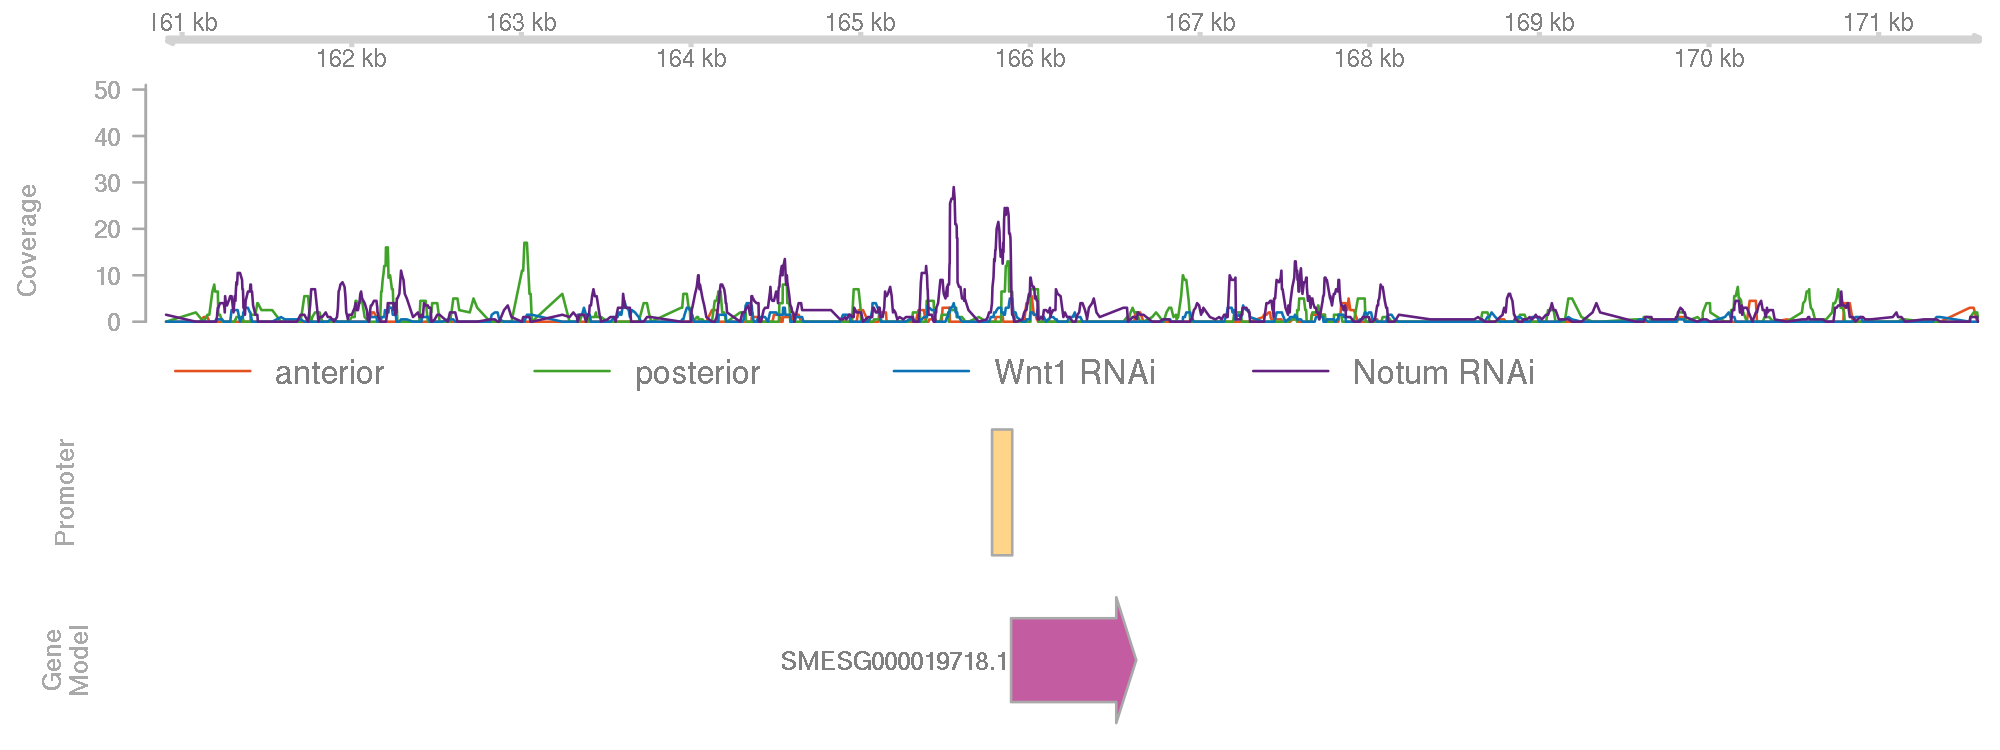 161 kb 163 kb 165 kb 167 kb 169 kb 171 kb
162 kb 164 kb 166 kb 168 kb 170 kb
50
40
30
20
10
0
Coverage
anterior posterior Wnt1 RNAi Notum RNAi
Promoter
Gene
Model
SMESG000019718.1